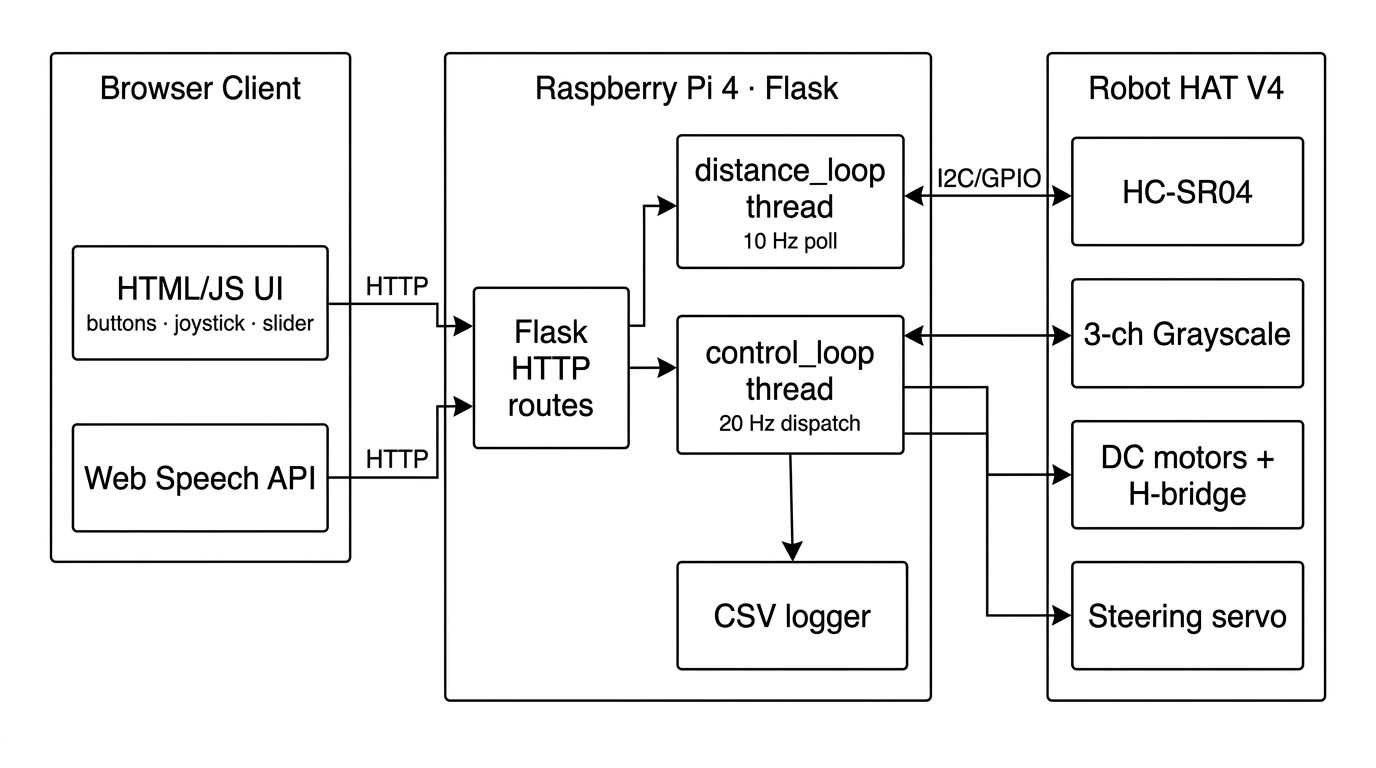 Browser Client
HTML/JS UI
buttons · joystick · slider
Web Speech API
HTTP
HTTP
Raspberry Pi 4 · Flask
Flask
HTTP
routes
distance_loop
thread
10 Hz poll
control_loop
thread
20 Hz dispatch
CSV logger
I2C/GPIO
Robot HAT V4
HC-SR04
3-ch Grayscale
DC motors +
H-bridge
Steering servo